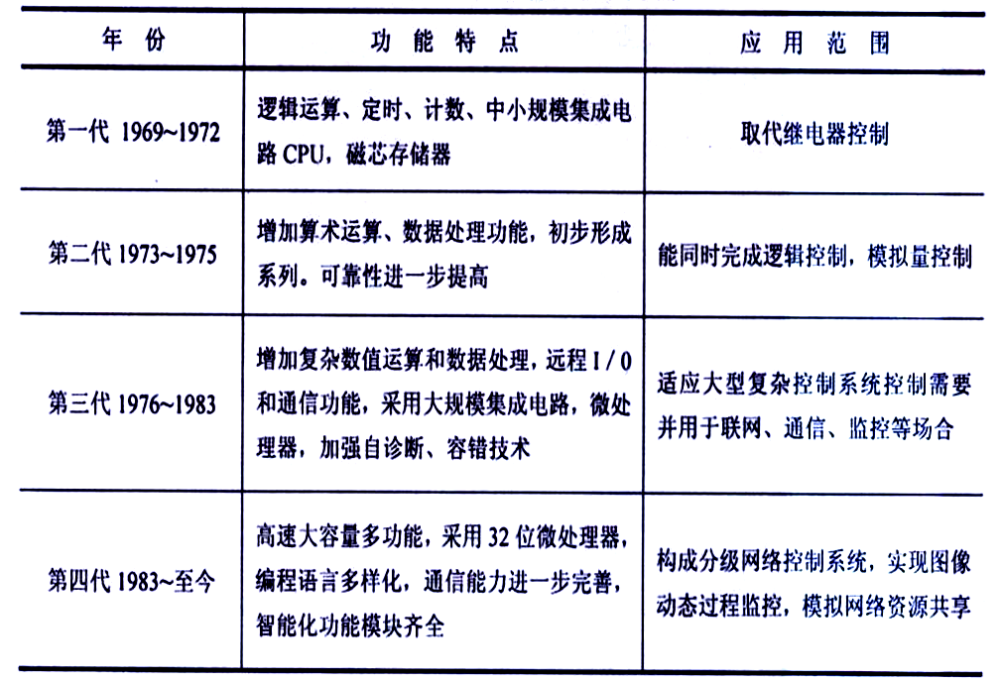 年 份
功 能 特 点
应 用 范 围
第一代 1969~1972
逻辑运算、定时、计数、中小规模集成电
路 CPU，磁芯存储器
取代继电器控制
第二代 1973~1975
增加算术运算、数据处理功能，初步形成
系列。可靠性进一步提高
能同时完成逻辑控制，模拟量控制
第三代 1976~1983
增加复杂数值运算和数据处理，远程 I / 0
和通信功能，采用大规模集成电路，微处
理器，加强自诊断、容错技术
适应大型复杂控制系统控制需要
并用于联网、通信、监控等场合
第四代 1983~至今
高速大容量多功能，采用 32 位微处理器，
编程语言多样化，通信能力进一步完善，
智能化功能模块齐全
构成分级网络控制系统，实现图像
动态过程监控，模拟网络资源共享